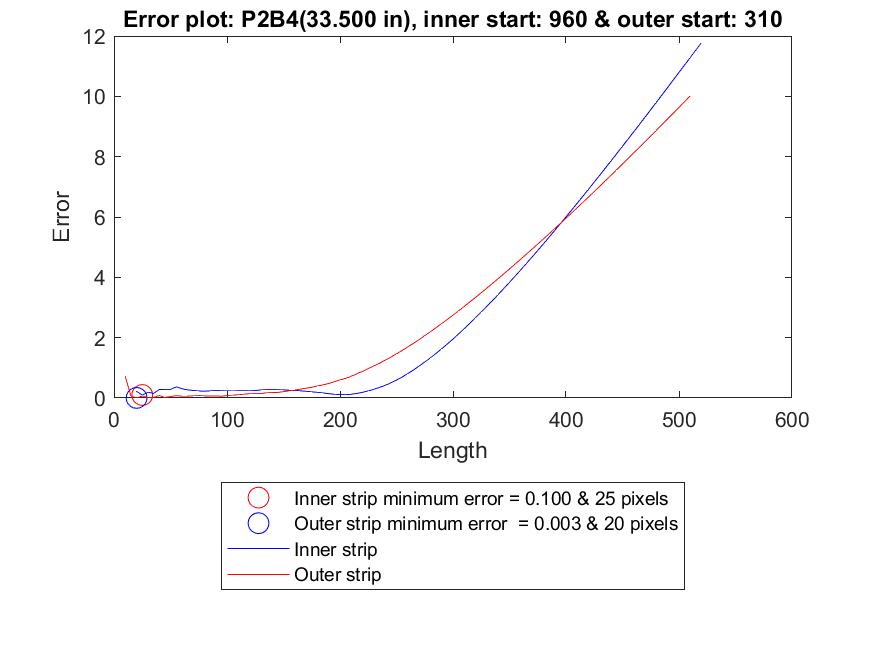 Error plot: P2B4(33.500 in), inner start: 960 & outer start: 310
12
10
8
6
4
2
0
Error
0 100 200 300 400 500 600
Length
Inner strip minimum error = 0.100 & 25 pixels
Outer strip minimum error  = 0.003 & 20 pixels
Inner strip
Outer strip